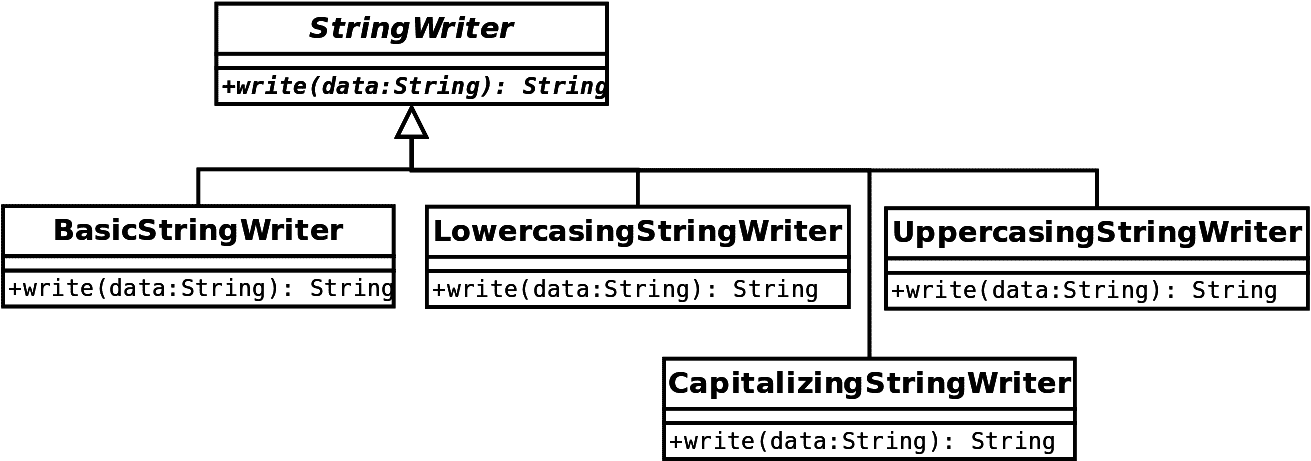 StringWriter
+write(data:String): String
BasicStringWriter
+write(data:String): String
LowercasingStringWriter
+write(data:String): String
UppercasingStringWriter
+write(data:String): String
CapitalizingStringWriter
+write(data:String): String